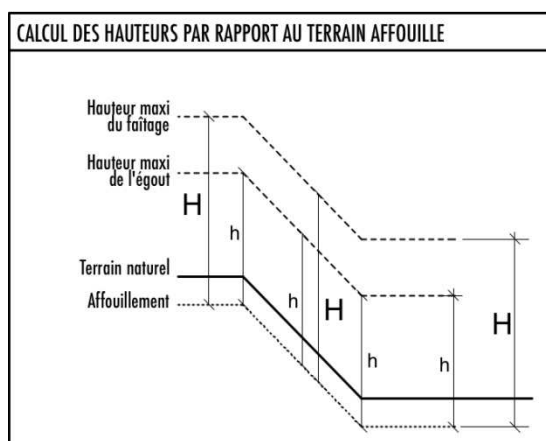 CALCUL DES HAUTEURS PAR RAPPORT AU TERRAIN AFFOUILLE
Hauteur maxi
du faîtage
Hauteur maxi
de l'égout
H
h
Terrain naturel
Affouillement
h
H
h
h
H